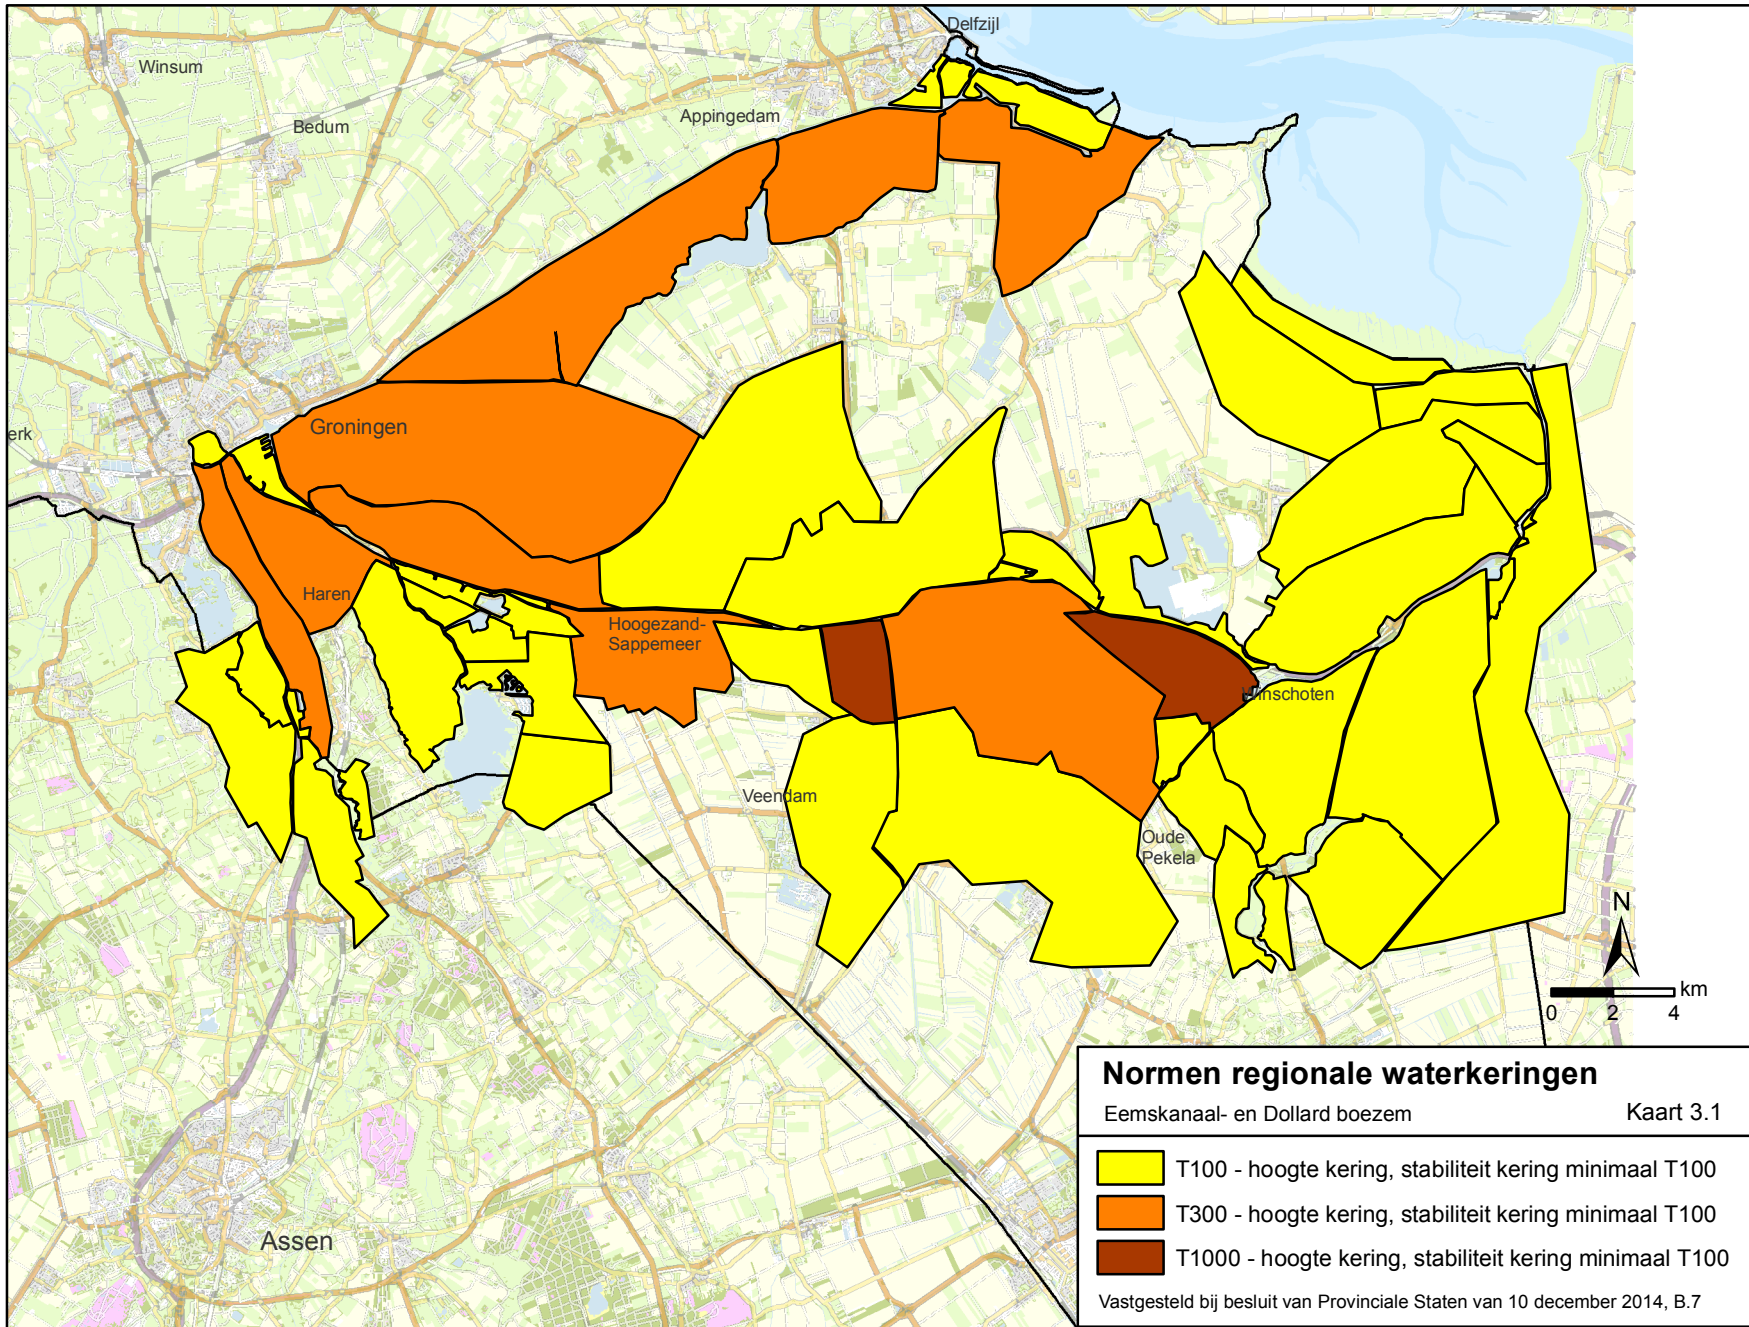 Delfzijl
Winsum
Appingedam
Bedum
Groningen
erk
Haren
Hoogezand-
Sappemeer
Winschoten
Veendam
Oude
Pekela
Assen
N
km
0 2 4
Normen regionale waterkeringen
Eemskanaal- en Dollard boezem Kaart 3.1
T100 - hoogte kering, stabiliteit kering minimaal T100
T300 - hoogte kering, stabiliteit kering minimaal T100
T1000 - hoogte kering, stabiliteit kering minimaal T100
Vastgesteld bij besluit van Provinciale Staten van 10 december 2014, B.7